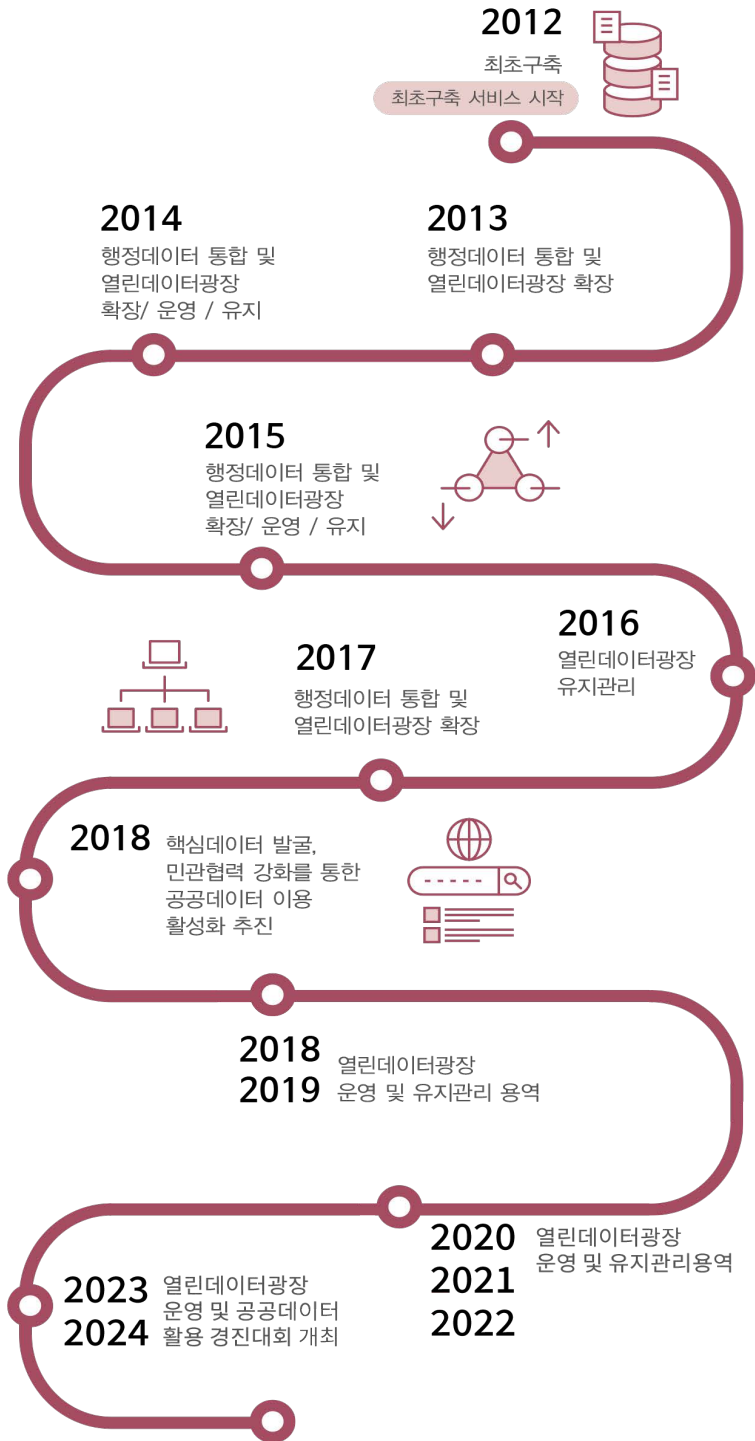 2012
최초구축
최초구축 서비스 시작
2013
행정데이터 통합 및
열린데이터광장 확장
2014
행정데이터 통합 및
열린데이터광장
확장/ 운영 / 유지
2015
행정데이터 통합 및
열린데이터광장
확장/ 운영 / 유지
2016
열린데이터광장
유지관리
2017
행정데이터 통합 및
열린데이터광장 확장
2018
핵심데이터 발굴,
민관협력 강화를 통한
공공데이터 이용
활성화 추진
2018
2019
열린데이터광장
운영 및 유지관리 용역
2020
2021
2022
열린데이터광장
운영 및 유지관리용역
2023
2024
열린데이터광장
운영 및 공공데이터
활용 경진대회 개최